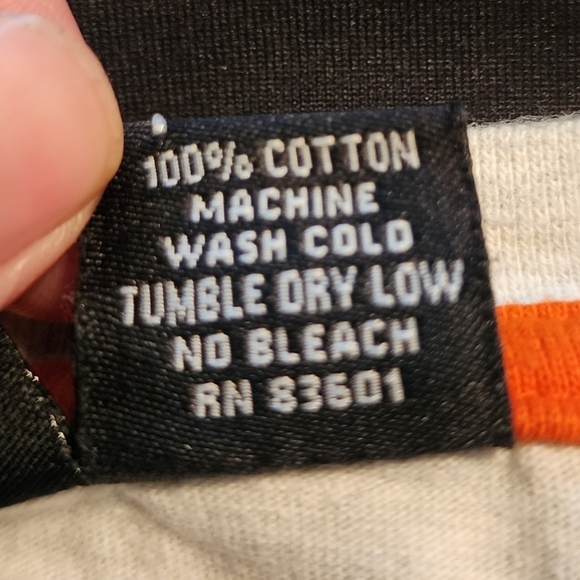 100% COTTON
MACHINE
WASH COLD
TUMBLE DRY LOW
NO BLEACH
RN 83601